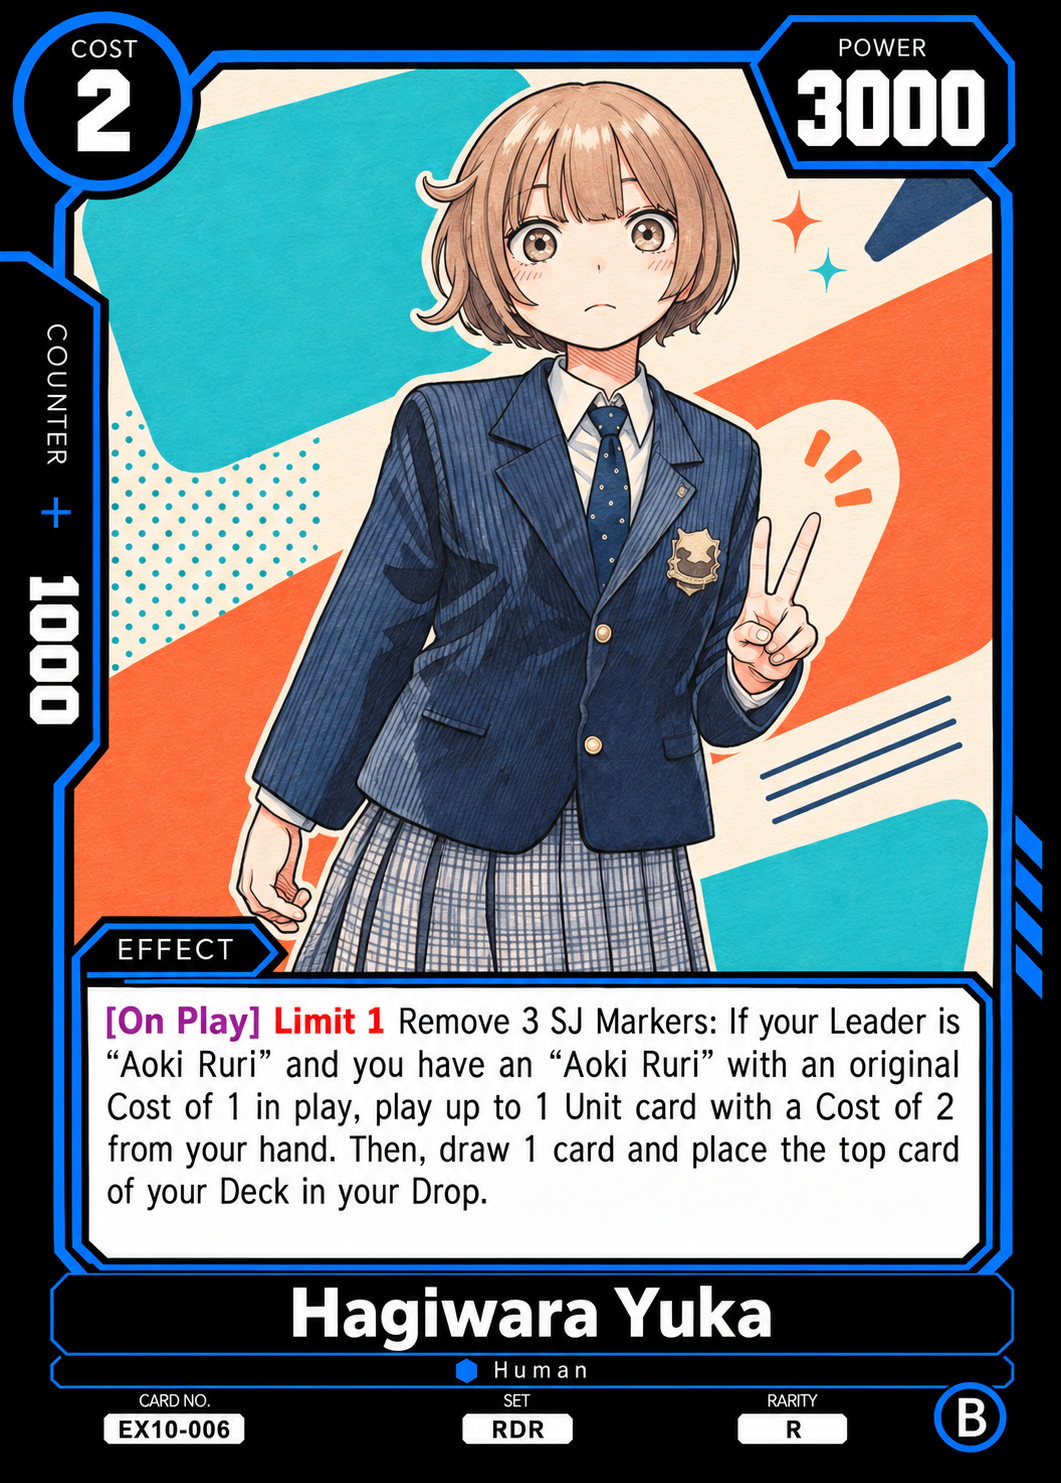 COST
2
POWER
3000
COUNTER
+
1000
EFFECT
[On Play] Limit 1 Remove 3 SJ Markers: If your Leader is
“Aoki Ruri” and you have an “Aoki Ruri” with an original
Cost of 1 in play, play up to 1 Unit card with a Cost of 2
from your hand. Then, draw 1 card and place the top card
of your Deck in your Drop.
Hagiwara Yuka
Human
CARD NO.
EX10-006
SET
RDR
RARITY
R
B